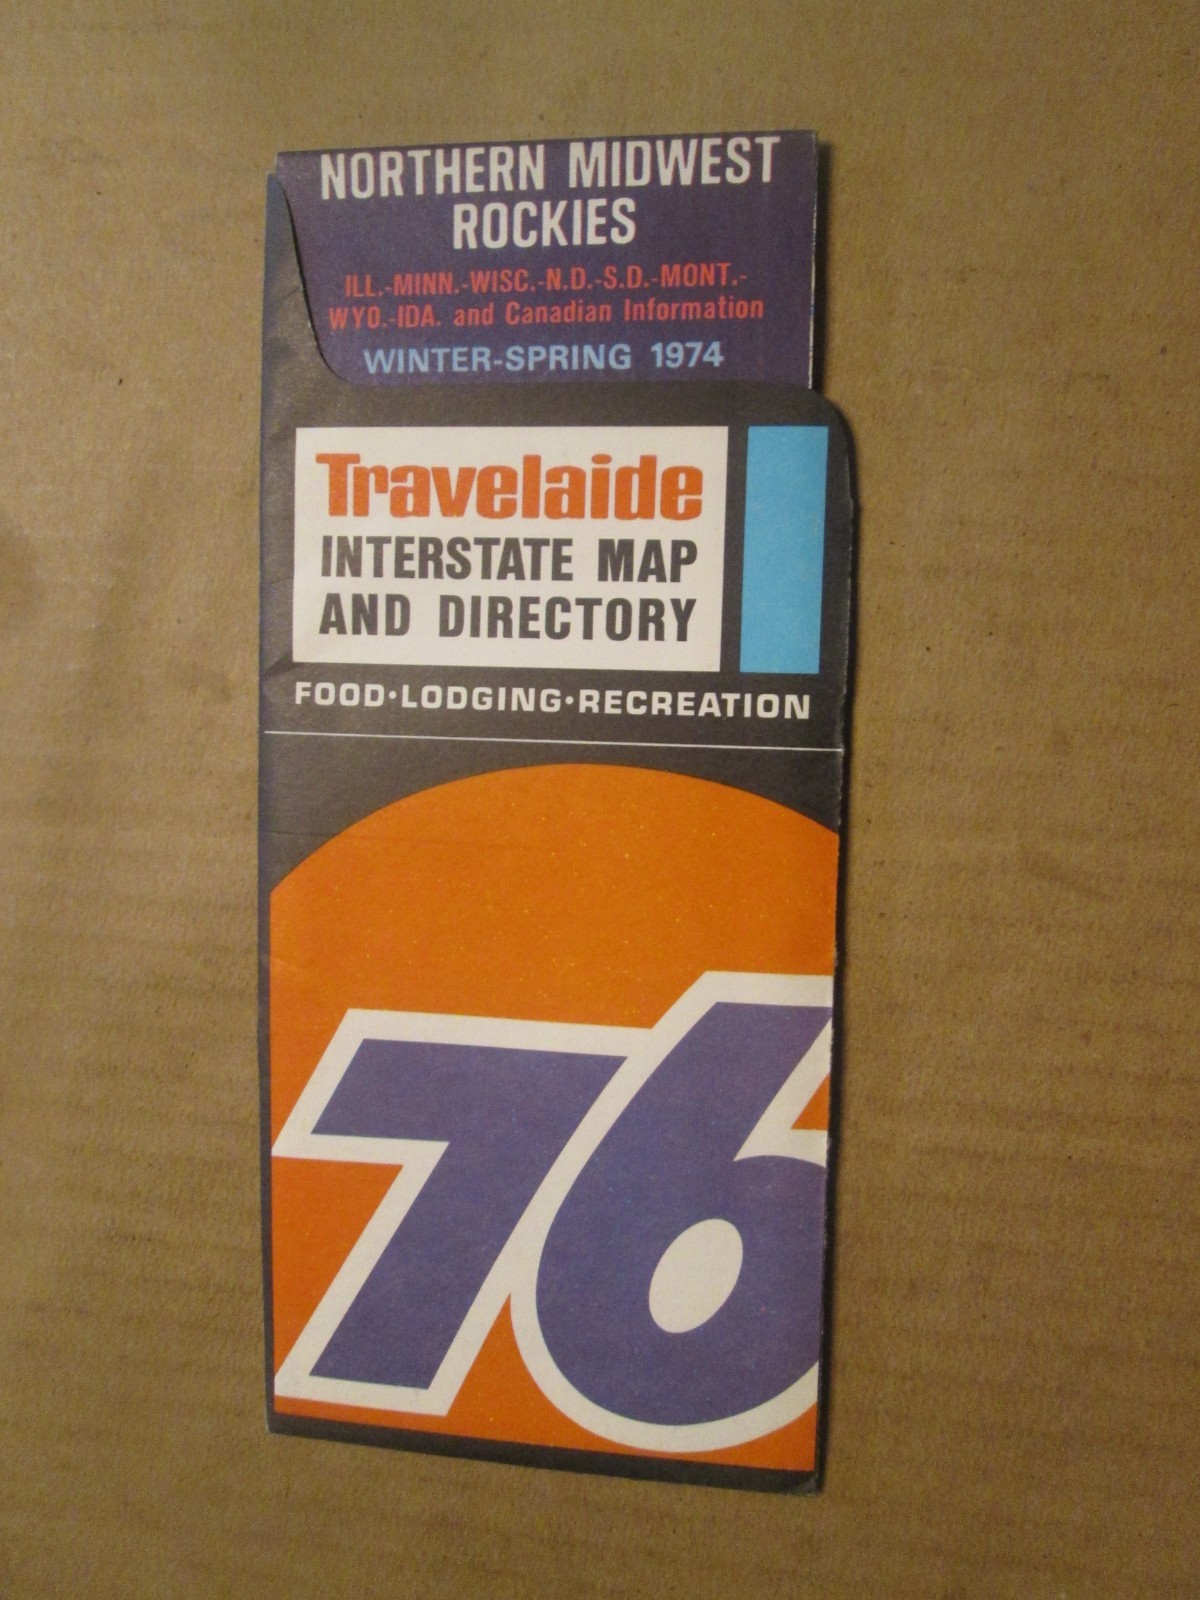 NORTHERN MIDWEST
ROCKIES
ILL.-MINN.-WISC.-N.D.-S.D.-MONT.-
WYO.-IDA. and Canadian Information
WINTER-SPRING 1974
Travelaide
INTERSTATE MAP
AND DIRECTORY
FOOD•LODGING•RECREATION
76